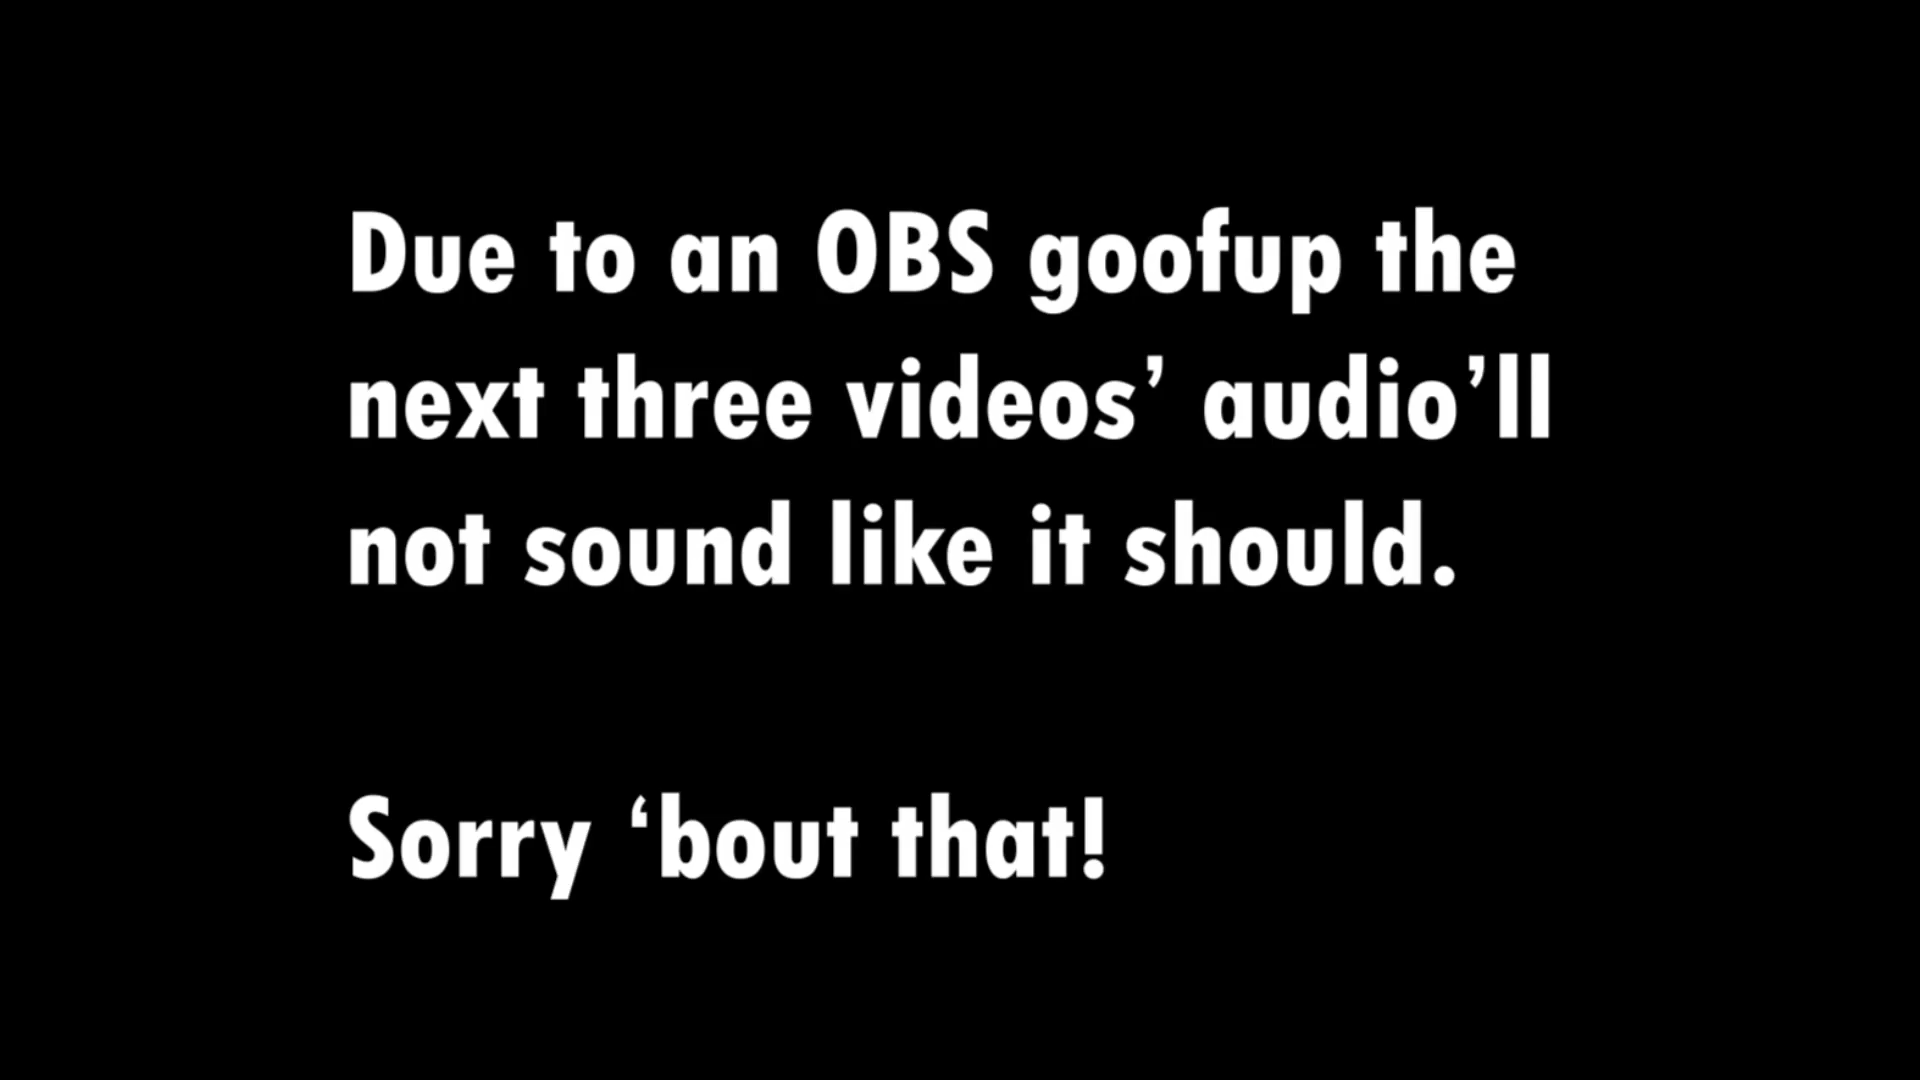 Due to an OBS goofup the
next three videos’ audio’ll
not sound like it should.
Sorry ‘bout that!